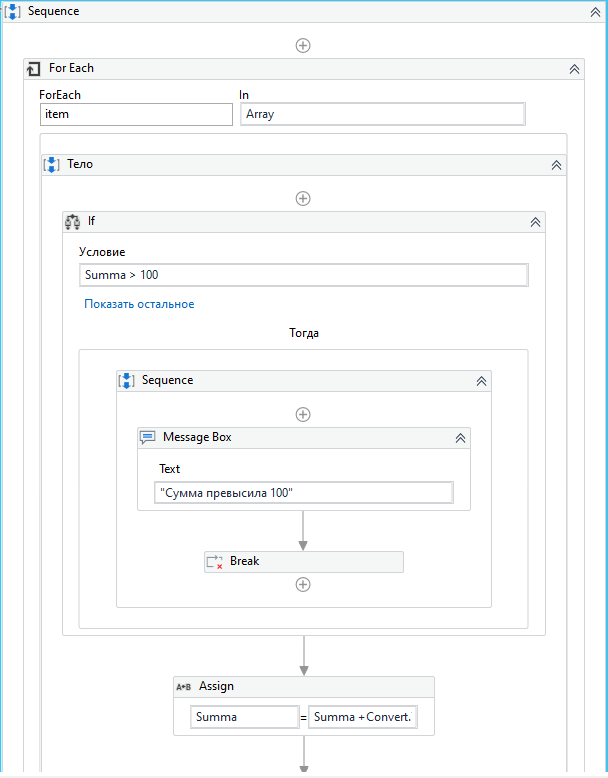 Sequence
For Each
ForEach
In
item
Array
Тело
If
Условие
Summa > 100
Показать остальное
Тогда
Sequence
Message Box
Text
"Сумма превысила 100"
Break
A+B Assign
Summa = Summa +Convert.